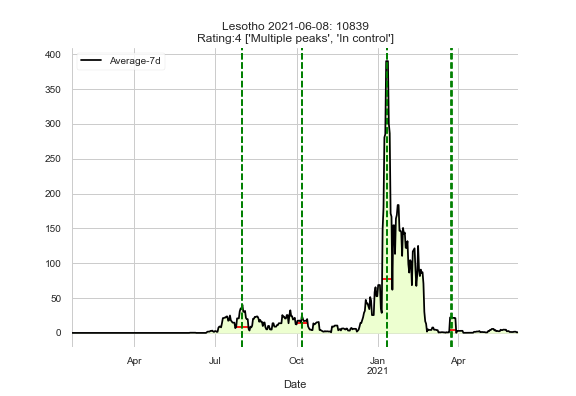 Lesotho 2021-06-08: 10839
Rating:4 ['Multiple peaks', 'In control']
Average-7d
400
350
300
250
200
150
100
50
0
Apr Jul Oct Jan Apr
2021
Date